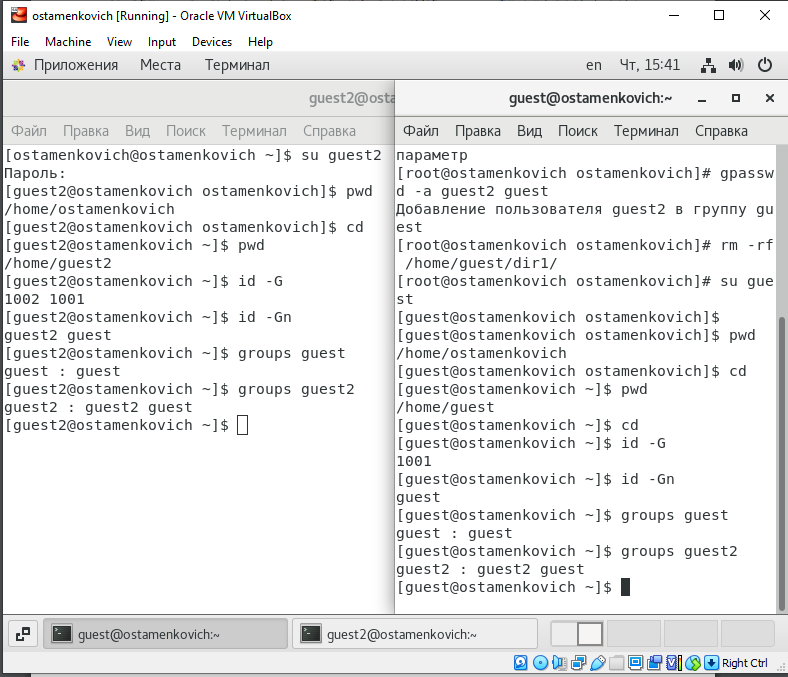 ostamenkovich [Running] - Oracle VM VirtualBox
File Machine View Input Devices Help
Приложения Места Терминал en Чт, 15:41
guest2@osta
Файл Правка Вид Поиск Терминал Справка
[ostamenkovich@ostamenkovich ~]$ su guest2
Пароль:
[guest2@ostamenkovich ostamenkovich]$ pwd
/home/ostamenkovich
[guest2@ostamenkovich ostamenkovich]$ cd
[guest2@ostamenkovich ~]$ pwd
/home/guest2
[guest2@ostamenkovich ~]$ id -G
1002 1001
[guest2@ostamenkovich ~]$ id -Gn
guest2 guest
[guest2@ostamenkovich ~]$ groups guest
guest : guest
[guest2@ostamenkovich ~]$ groups guest2
guest2 : guest2 guest
[guest2@ostamenkovich ~]$
guest@ostamenkovich:~
Файл Правка Вид Поиск Терминал Справка
параметр
[root@ostamenkovich ostamenkovich]# gpassw
d -a guest2 guest
Добавление пользователя guest2 в группу gu
est
[root@ostamenkovich ostamenkovich]# rm -rf
/home/guest/dir1/
[root@ostamenkovich ostamenkovich]# su gue
st
[guest@ostamenkovich ostamenkovich]$
[guest@ostamenkovich ostamenkovich]$ pwd
/home/ostamenkovich
[guest@ostamenkovich ostamenkovich]$ cd
[guest@ostamenkovich ~]$ pwd
/home/guest
[guest@ostamenkovich ~]$ cd
[guest@ostamenkovich ~]$ id -G
1001
[guest@ostamenkovich ~]$ id -Gn
guest
[guest@ostamenkovich ~]$ groups guest
guest : guest
[guest@ostamenkovich ~]$ groups guest2
guest2 : guest2 guest
[guest@ostamenkovich ~]$
guest@ostamenkovich:~ guest2@ostamenkovich:~
Right Ctrl